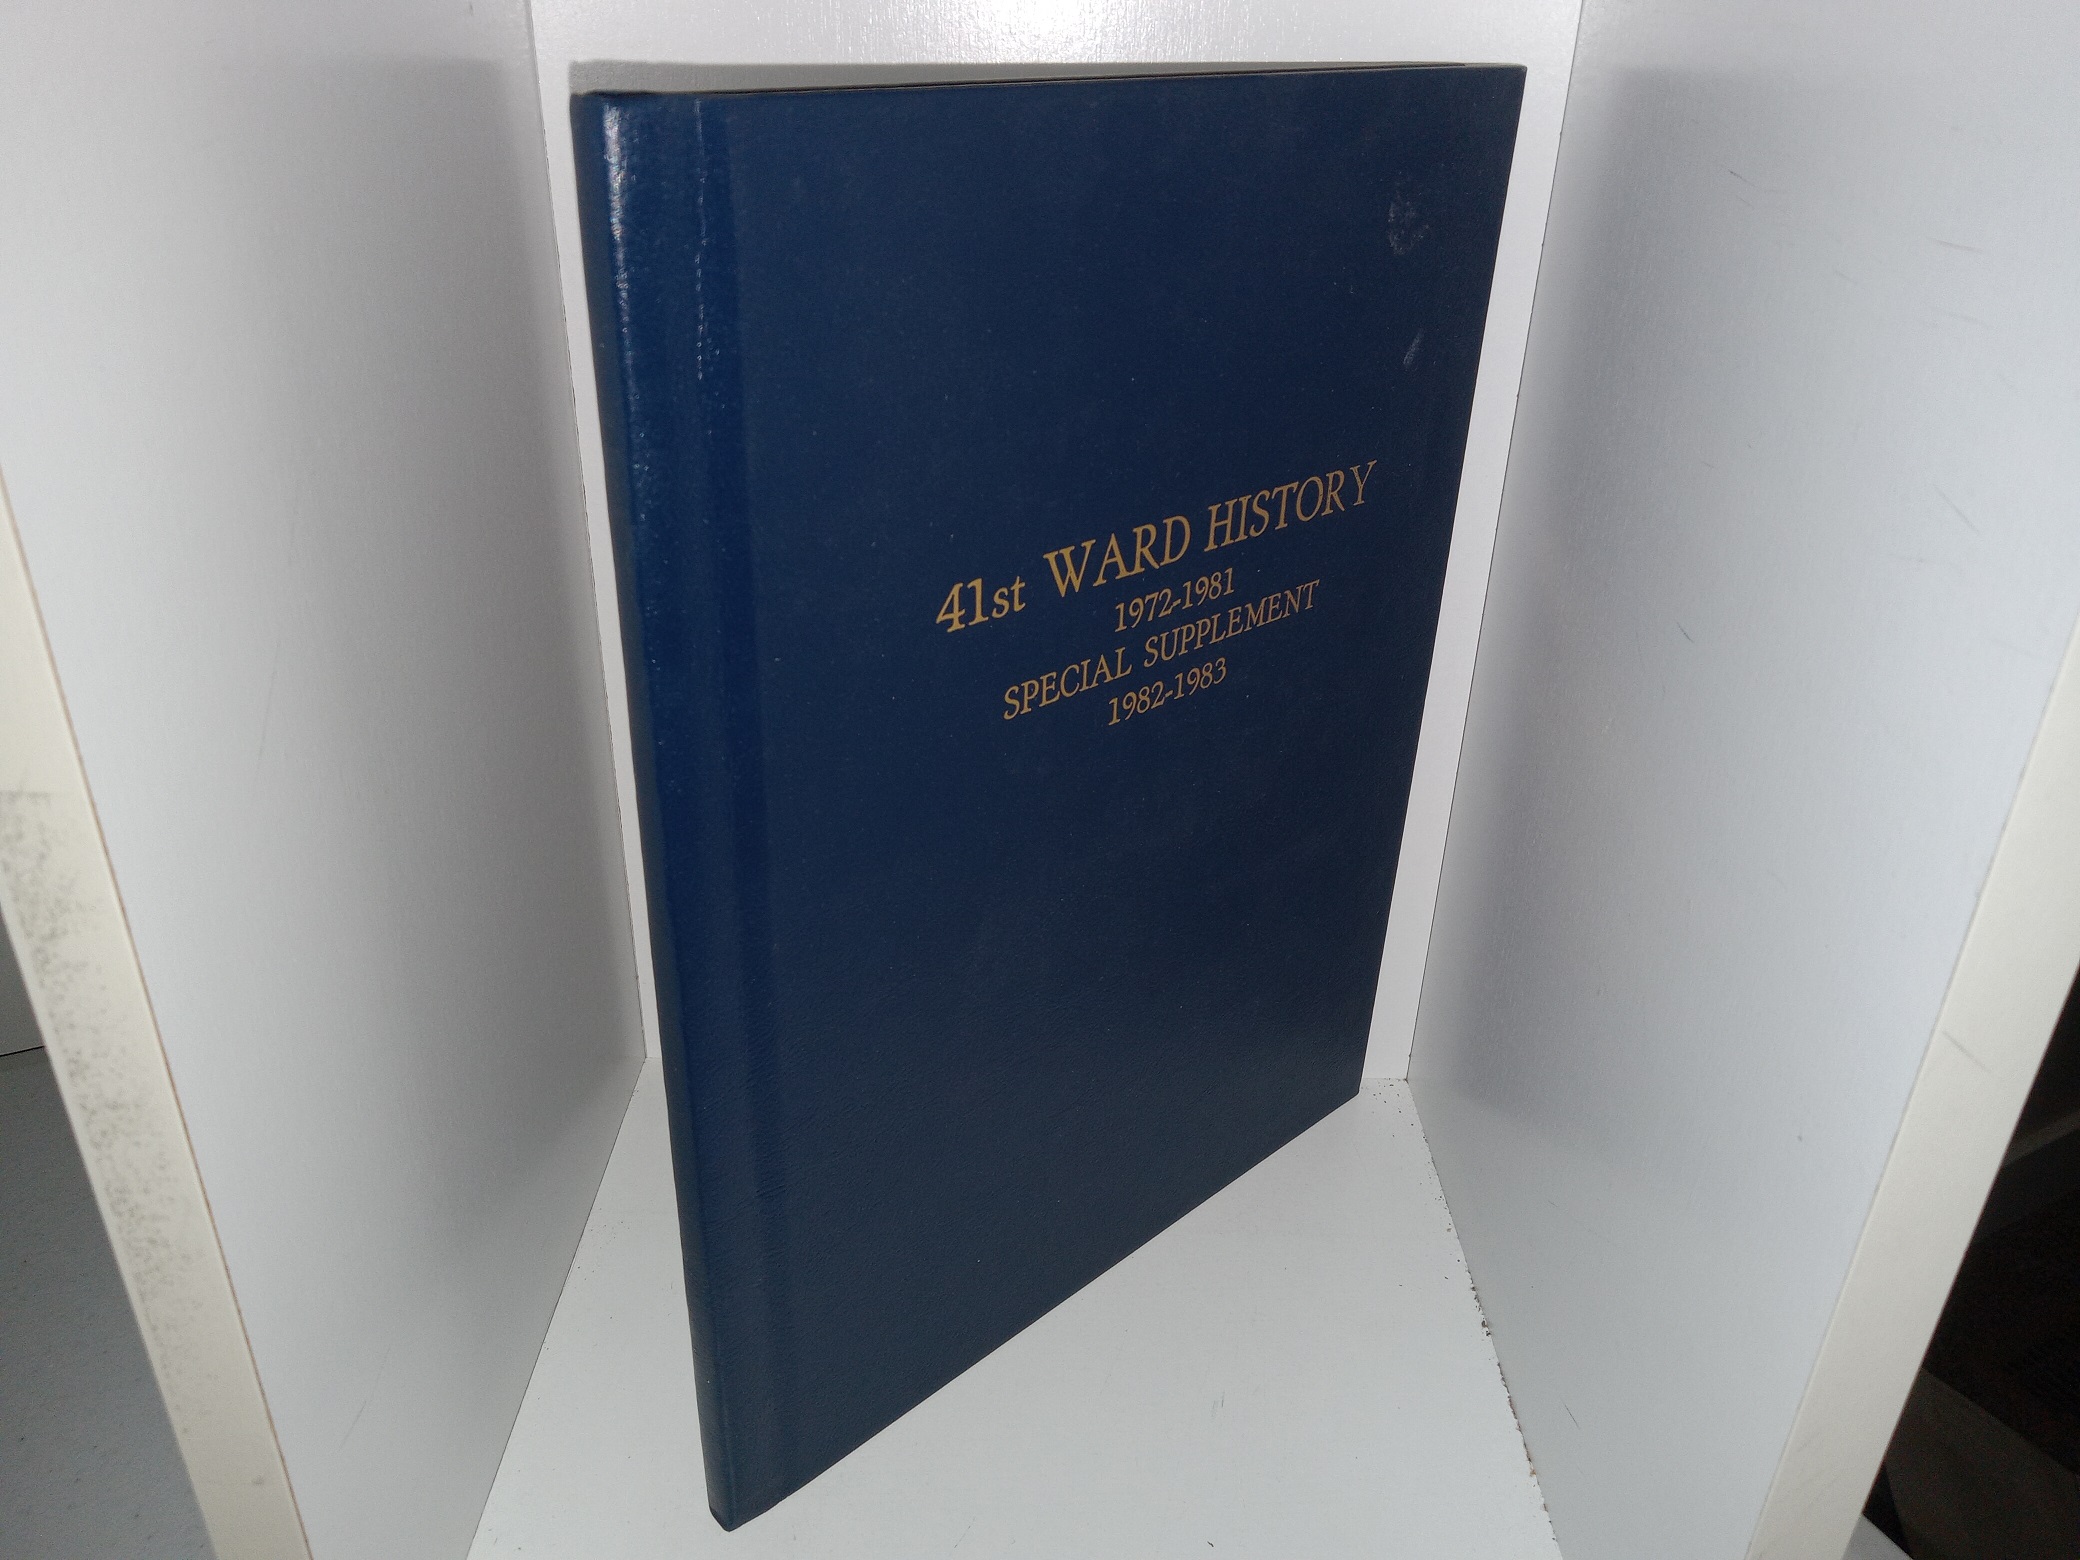 41st WARD HISTORY
1972-1981
SPECIAL SUPPLEMENT
1982-1983